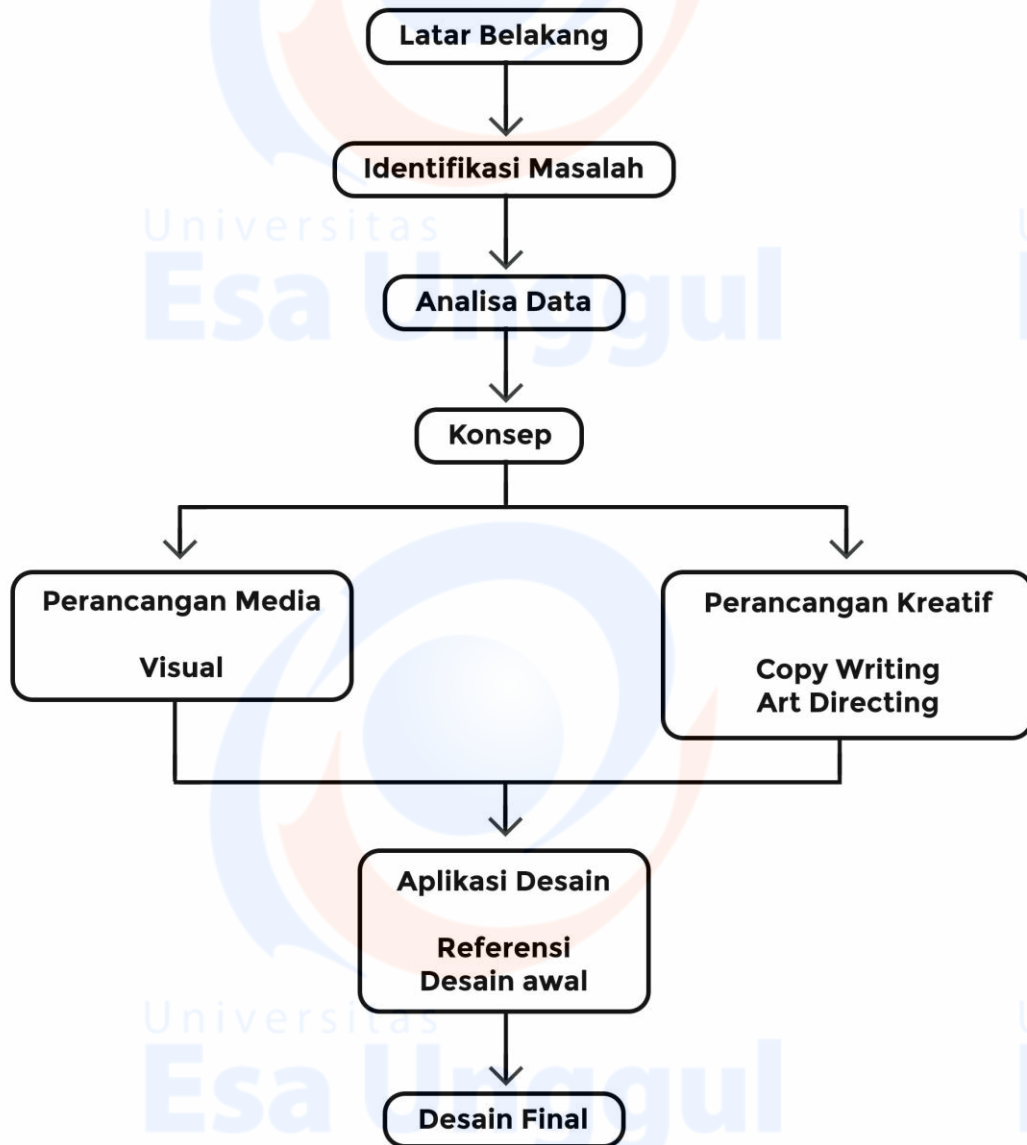 Latar Belakang
Identifikasi Masalah
Universitas
Esa Unggul
Analisa Data
Konsep
Perancangan Media
Visual
Perancangan Kreatif
Copy Writing
Art Directing
Aplikasi Desain
Referensi
Desain awal
Universitas
Esa Unggul
Desain Final